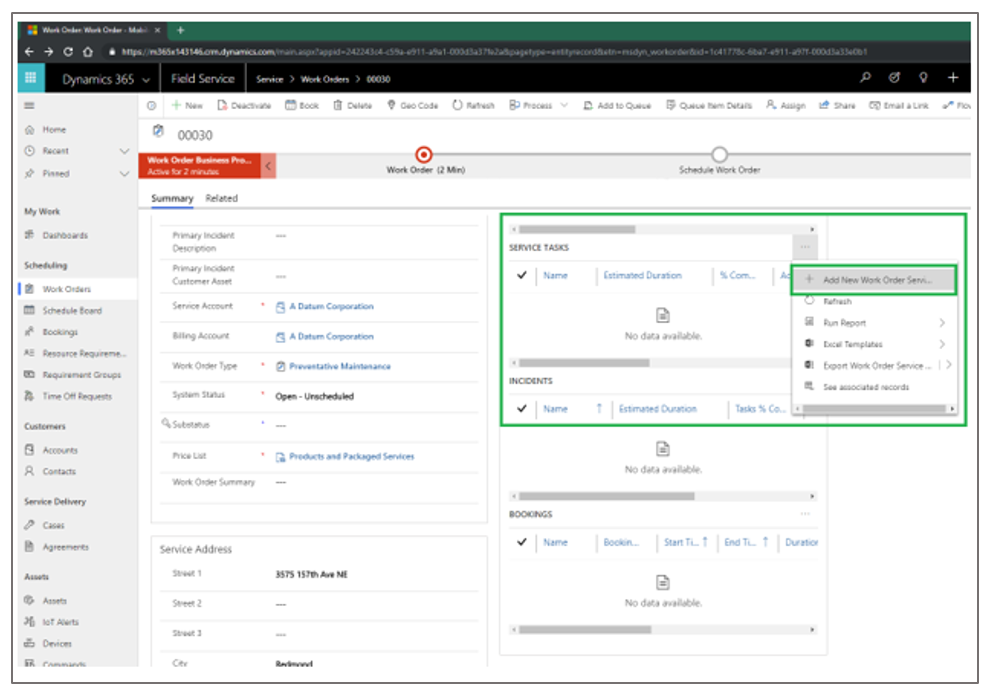 Work Order: Work Order - Mobil
https://m365x143146.crm.dynamics.com/main.aspx?appid=242243c4-c59a-e911-a9a1-000d3a37fe2a&pagetype=entityrecord&etn=msdyn_workorder&id=1c41778c-6ba7-e911-a97f-000d3a33e0b1
Dynamics 365
Field Service
Service > Work Orders > 00030
New
Deactivate
Book
Delete
Geo Code
Refresh
Process
Add to Queue
Queue Item Details
Assign
Share
Email a Link
Flow
Home
Recent
Pinned
My Work
Dashboards
Scheduling
Work Orders
Schedule Board
Bookings
Resource Requireme...
Requirement Groups
Time Off Requests
Customers
Accounts
Contacts
Service Delivery
Cases
Agreements
Assets
Assets
IoT Alerts
Devices
Commands
00030
Work Order Business Pro...
Active for 2 minutes
Work Order (2 Min)
Schedule Work Order
Summary
Related
Primary Incident
Description
---
Primary Incident
Customer Asset
---
Service Account * A Datum Corporation
Billing Account A Datum Corporation
Work Order Type * Preventative Maintenance
System Status * Open - Unscheduled
Substatus ---
Price List * Products and Packaged Services
Work Order Summary ---
Service Address
Street 1 3575 157th Ave NE
Street 2 ---
Street 3 ---
City Redmond
SERVICE TASKS
Name
Estimated Duration
% Com...
No data available.
Add New Work Order Servi...
Refresh
Run Report
Excel Templates
Export Work Order Service ...
See associated records
INCIDENTS
Name
Estimated Duration
Tasks % Co...
No data available.
BOOKINGS
Name
Bookin...
Start Ti...
End Ti...
Duration
No data available.